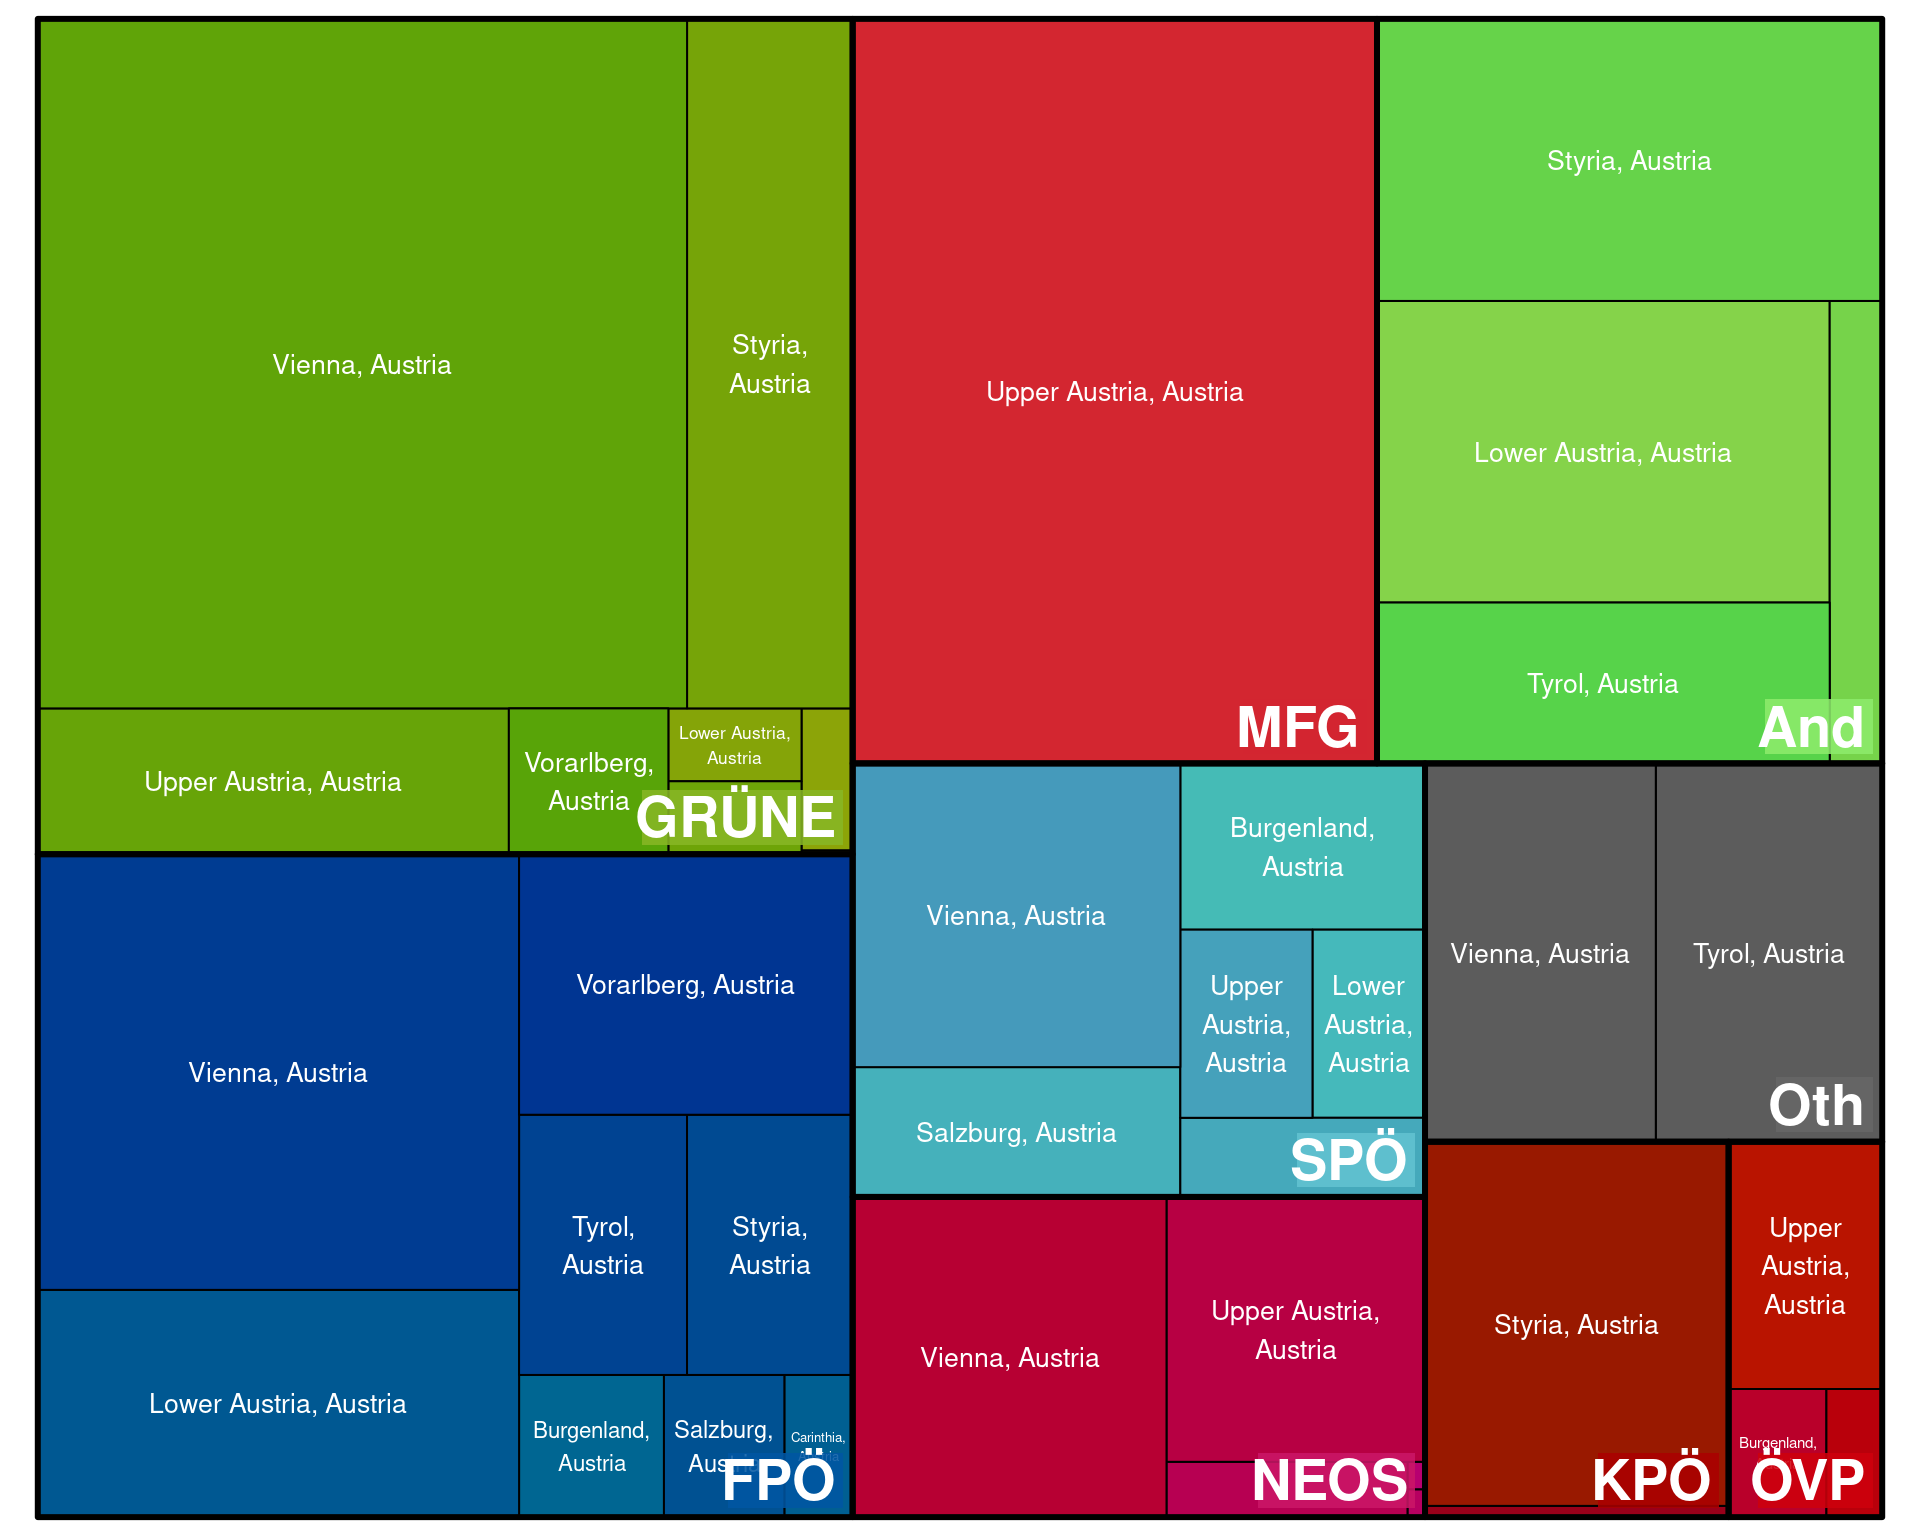 Vienna, Austria
Styria,
Austria
Upper Austria, Austria
Vorarlberg,
Austria
Lower Austria,
Austria
GRÜNE
Upper Austria, Austria
MFG
Styria, Austria
Lower Austria, Austria
Tyrol, Austria
And
Vienna, Austria
Vorarlberg, Austria
Tyrol,
Austria
Styria,
Austria
Lower Austria, Austria
Burgenland,
Austria
Salzburg,
Austria
Carinthia,
Austria
FPÖ
Vienna, Austria
Burgenland,
Austria
Upper
Austria,
Austria
Lower
Austria,
Austria
Salzburg, Austria
SPÖ
Vienna, Austria
Tyrol, Austria
Oth
Vienna, Austria
Upper Austria,
Austria
NEOS
Styria, Austria
KPÖ
Upper
Austria,
Austria
Burgenland,
ÖVP